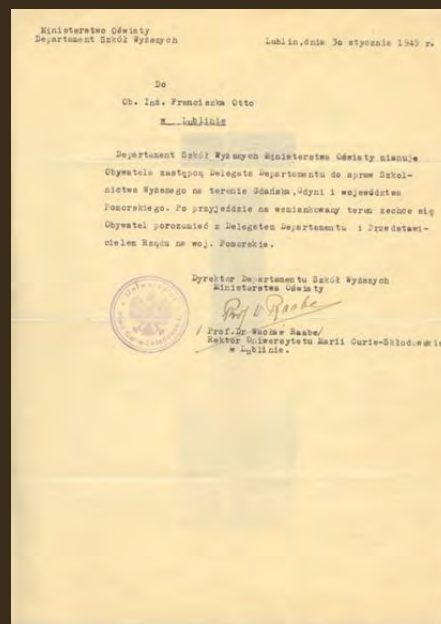 Ministerstwo Oświaty
Departament Szkół Wyższych
Lublin,dnia 3o stycznia 1945 r.
Do
Ob. Inż. Franciszka Otto
w Lublinie
Departament Szkół Wyższych Ministerstwa Oświaty mianuje
Obywatela zastępcą Delegata Departamentu do spraw Szkol-
nictwa Wyższego na terenie Gdańska,Gdyni i województwa
Pomorskiego. Po przyjeździe na wzmiankowany teren zechce się
Obywatel porozumieć z Delegatem Departamentu i Przedstawi-
cielem Rządu na woj. Pomorskie.
Dyrektor Departamentu Szkół Wyższych
Ministerstwa Oświaty
Raabe
/ Prof.Dr Wacław Raabe/
Rektor Uniwersytetu Marii Curie-Skłodowskie
w Lublinie.